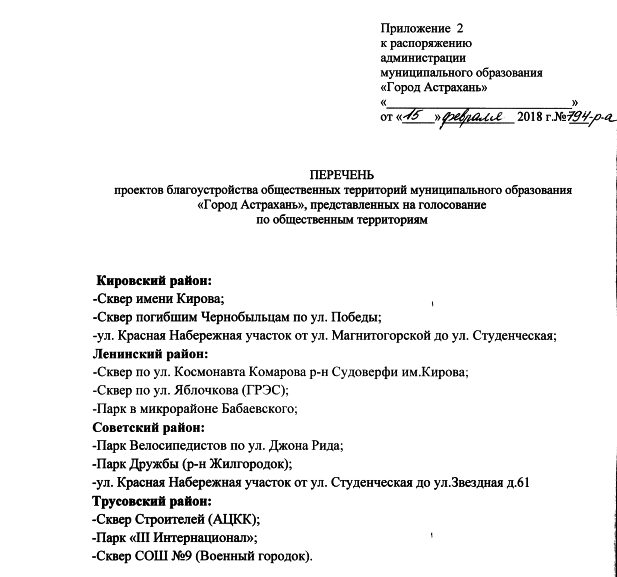 Приложение 2
к распоряжению
администрации
муниципального образования
«Город Астрахань»
«____________________________»
от «15» февраля 2018 г.№794-р-а
ПЕРЕЧЕНЬ
проектов благоустройства общественных территорий муниципального образования
«Город Астрахань», представленных на голосование
по общественным территориям
Кировский район:
-Сквер имени Кирова;
-Сквер погибшим Чернобыльцам по ул. Победы;
-ул. Красная Набережная участок от ул. Магнитогорской до ул. Студенческая;
Ленинский район:
-Сквер по ул. Космонавта Комарова р-н Судоверфи им.Кирова;
-Сквер по ул. Яблочкова (ГРЭС);
-Парк в микрорайоне Бабаевского;
Советский район:
-Парк Велосипедистов по ул. Джона Рида;
-Парк Дружбы (р-н Жилгородок);
-ул. Красная Набережная участок от ул. Студенческая до ул.Звездная д.61
Трусовский район:
-Сквер Строителей (АЦКК);
-Парк «III Интернационал»;
-Сквер СОШ №9 (Военный городок).